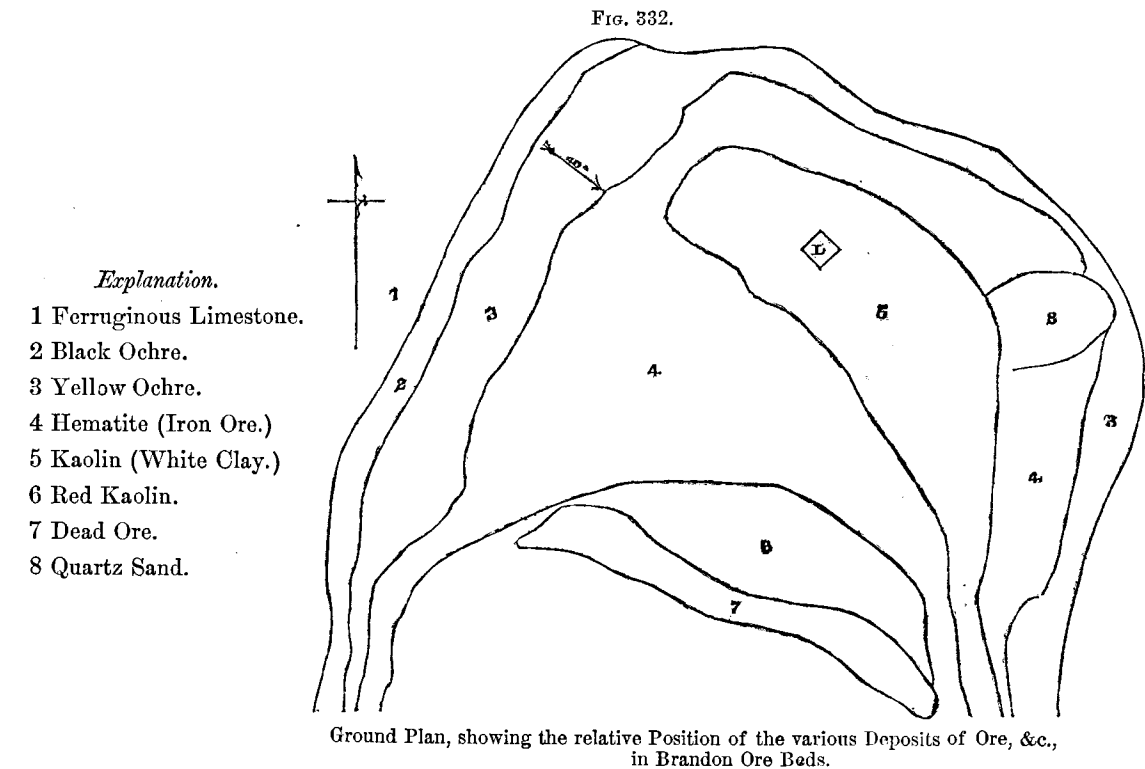 FIG. 332.
Explanation.
1 Ferruginous Limestone.
2 Black Ochre.
3 Yellow Ochre.
4 Hematite (Iron Ore.)
5 Kaolin (White Clay.)
6 Red Kaolin.
7 Dead Ore.
8 Quartz Sand.
L
1
3
5
8
2
4
3
4
6
7
Ground Plan, showing the relative Position of the various Deposits of Ore, &c.,
in Brandon Ore Beds.